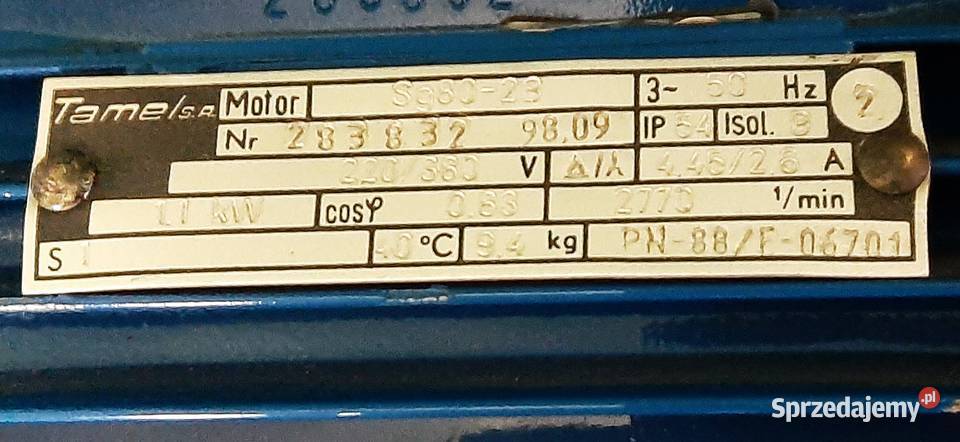 Tamel S.A. Motor Sg80-2B 3~ 50 Hz
Nr 283832 98.09 IP 54 Isol. B
220/380 V Δ/⅄ 4.45/2.6 A
1.1 kW cosφ 0.83 2770 1/min
S 1 40 °C 9.4 kg PN-88/E-06701
Sprzedajemy.pl